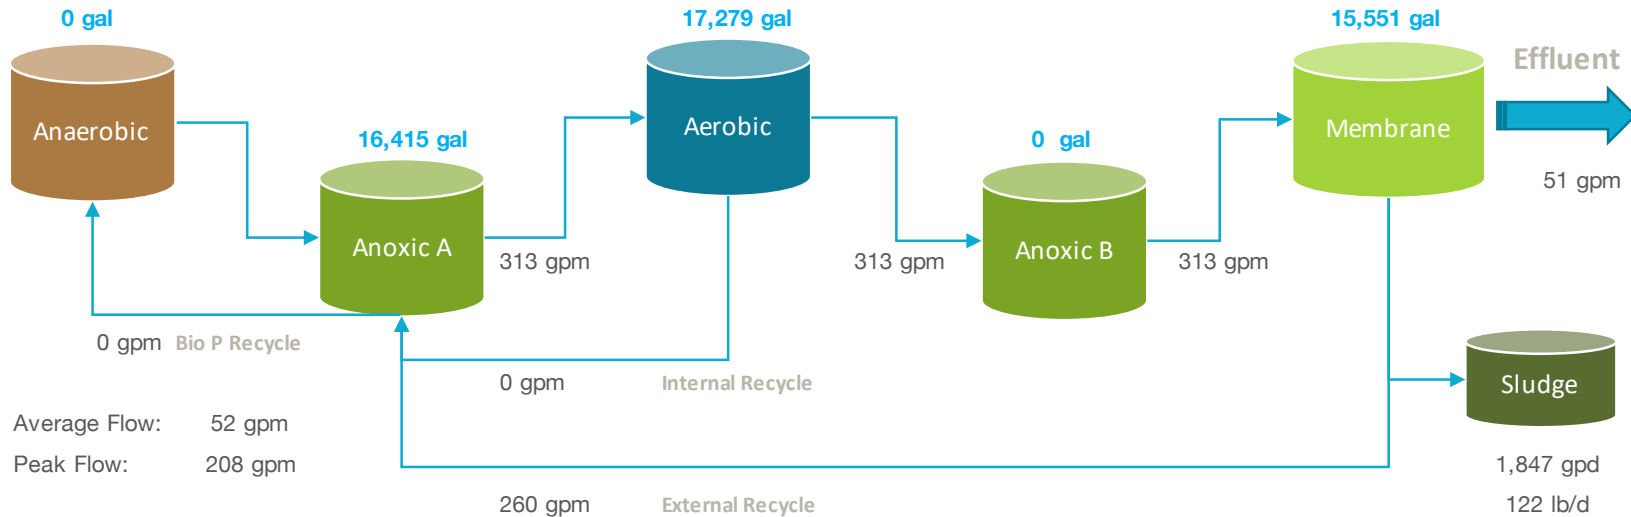 0 gal
17,279 gal
15,551 gal
Effluent
Anaerobic
Aerobic
Membrane
16,415 gal
0 gal
51 gpm
Anoxic A
Anoxic B
313 gpm
313 gpm
313 gpm
0 gpm Bio P Recycle
0 gpm Internal Recycle
Sludge
Average Flow: 52 gpm
Peak Flow: 208 gpm
1,847 gpd
260 gpm External Recycle
122 lb/d